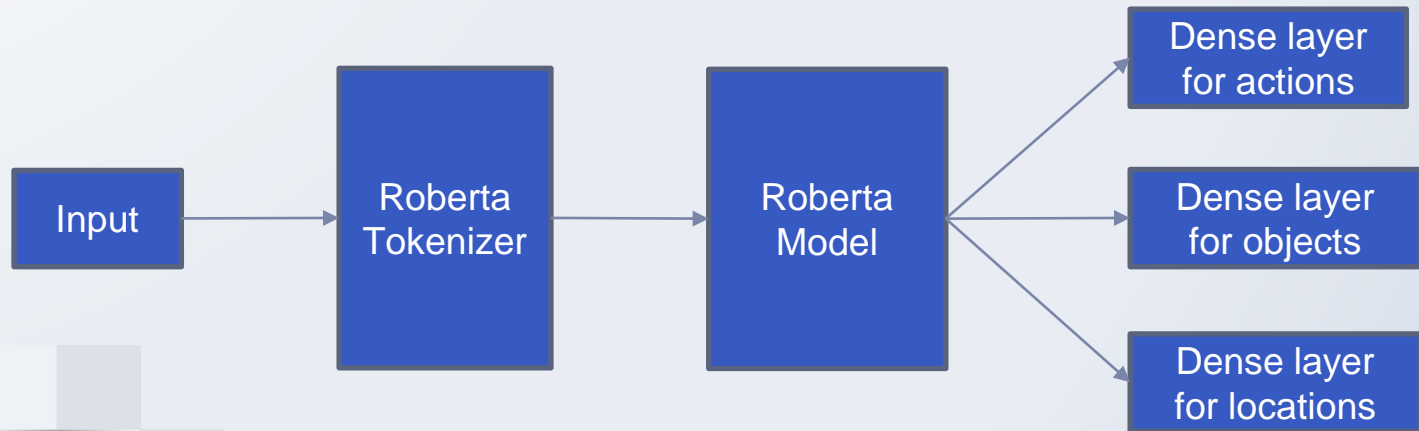 Input
Roberta
Tokenizer
Roberta
Model
Dense layer
for actions
Dense layer
for objects
Dense layer
for locations